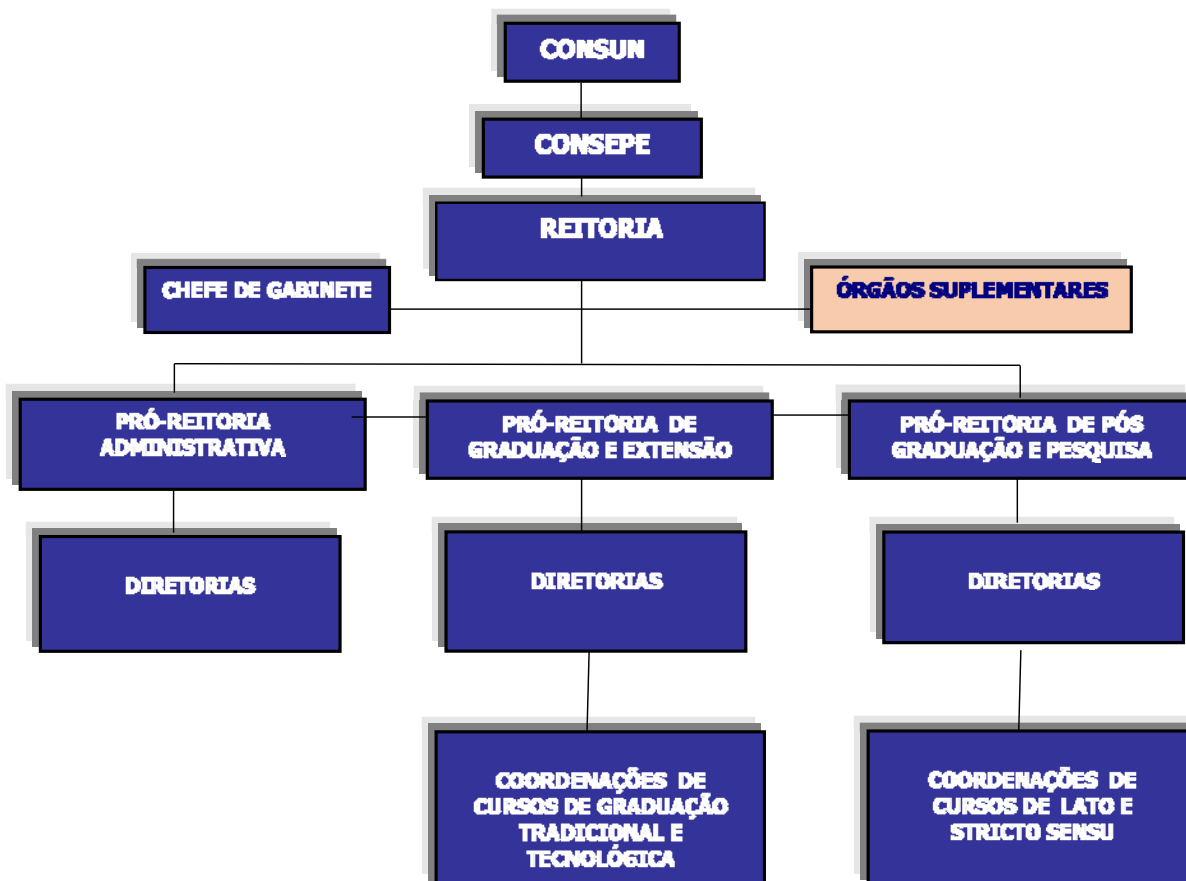 CONSUN
CONSEPE
REITORIA
CHEFE DE GABINETE
ÓRGÃOS SUPLEMENTARES
PRÓ-REITORIA
ADMINISTRATIVA
PRÓ-REITORIA DE
GRADUAÇÃO E EXTENSÃO
PRÓ-REITORIA DE PÓS
GRADUAÇÃO E PESQUISA
DIRETORIAS
DIRETORIAS
DIRETORIAS
COORDENAÇÕES DE
CURSOS DE GRADUAÇÃO
TRADICIONAL E
TECNOLÓGICA
COORDENAÇÕES DE
CURSOS DE LATO E
STRICTO SENSU